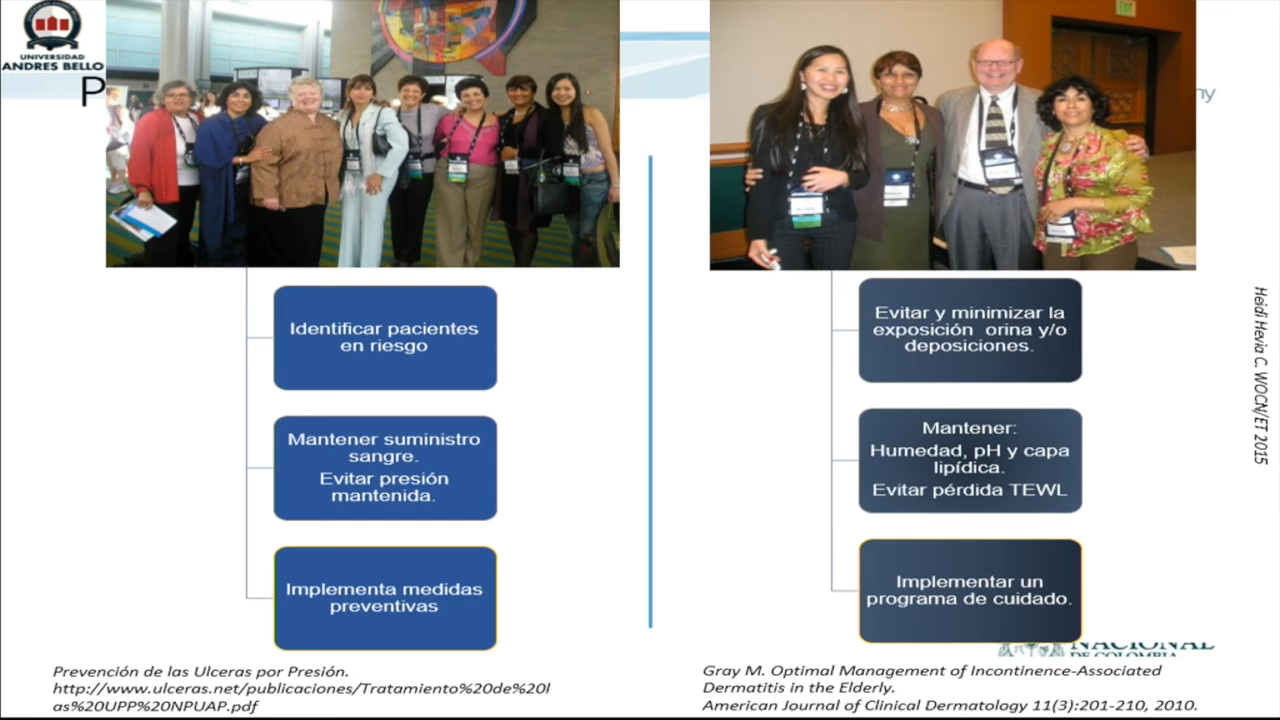 UNIVERSIDAD
ANDRES BELLO
P
ny
Identificar pacientes
en riesgo
Mantener suministro
sangre.
Evitar presión
mantenida.
Implementa medidas
preventivas
Evitar y minimizar la
exposición orina y/o
deposiciones.
Mantener:
Humedad, pH y capa
lipídica.
Evitar pérdida TEWL
Implementar un
programa de cuidado.
Heidi Hevia C. WOCN/ET 2015
NACIONAL
DE COLOMBIA
Prevención de las Ulceras por Presión.
http://www.ulceras.net/publicaciones/Tratamiento%20de%20l
as%20UPP%20NPUAP.pdf
Gray M. Optimal Management of Incontinence-Associated
Dermatitis in the Elderly.
American Journal of Clinical Dermatology 11(3):201-210, 2010.